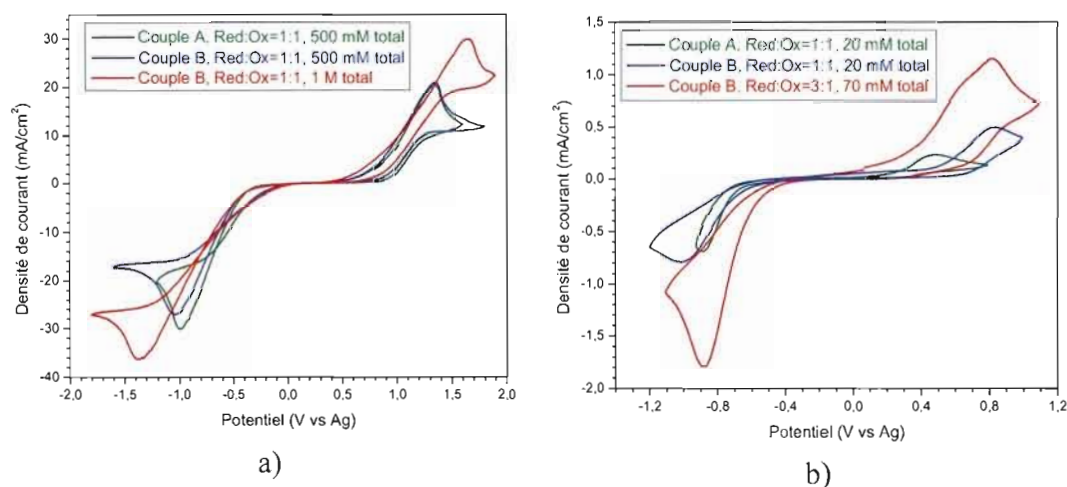 Couple A, Red:Ox=1:1, 500 mM total
Couple B, Red:Ox=1:1, 500 mM total
Couple B, Red:Ox=1:1, 1 M total
Densité de courant (mA/cm²)
30
20
10
0
-10
-20
-30
-40
-2,0 -1,5 -1,0 -0,5 0,0 0,5 1,0 1,5 2,0
Potentiel (V vs Ag)
a)
Couple A, Red:Ox=1:1, 20 mM total
Couple B, Red:Ox=1:1, 20 mM total
Couple B, Red:Ox=3:1, 70 mM total
Densité de courant (mA/cm²)
1,5
1,0
0,5
0,0
-0,5
-1,0
-1,5
-2,0
-1,2 -0,8 -0,4 0,0 0,4 0,8 1,2
Potentiel (V vs Ag)
b)